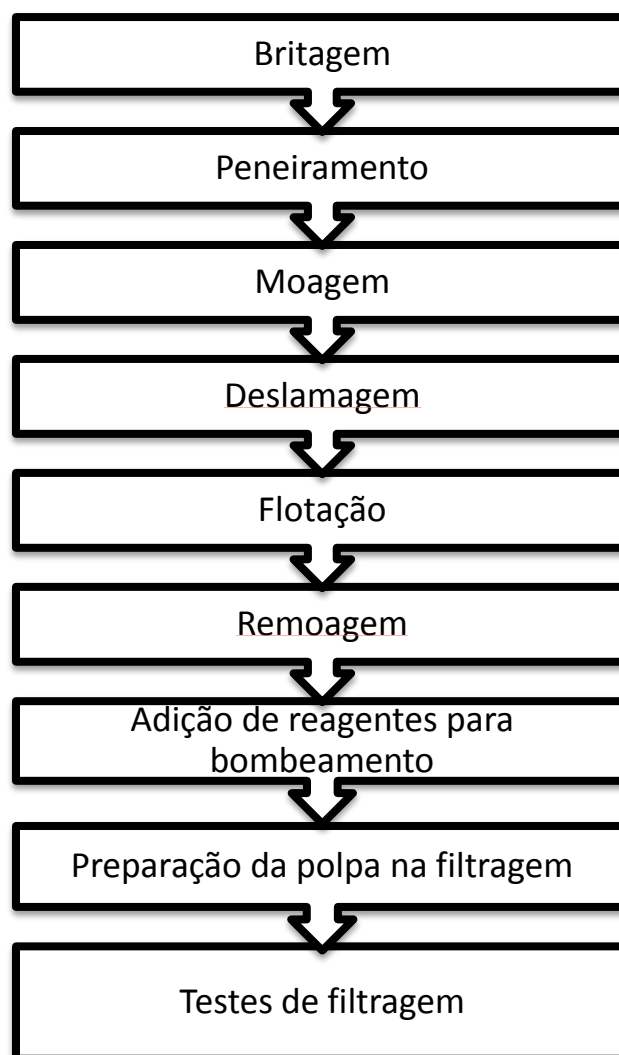 Britagem
Peneiramento
Moagem
Deslamagem
Flotação
Remoagem
Adição de reagentes para
bombeamento
Preparação da polpa na filtragem
Testes de filtragem